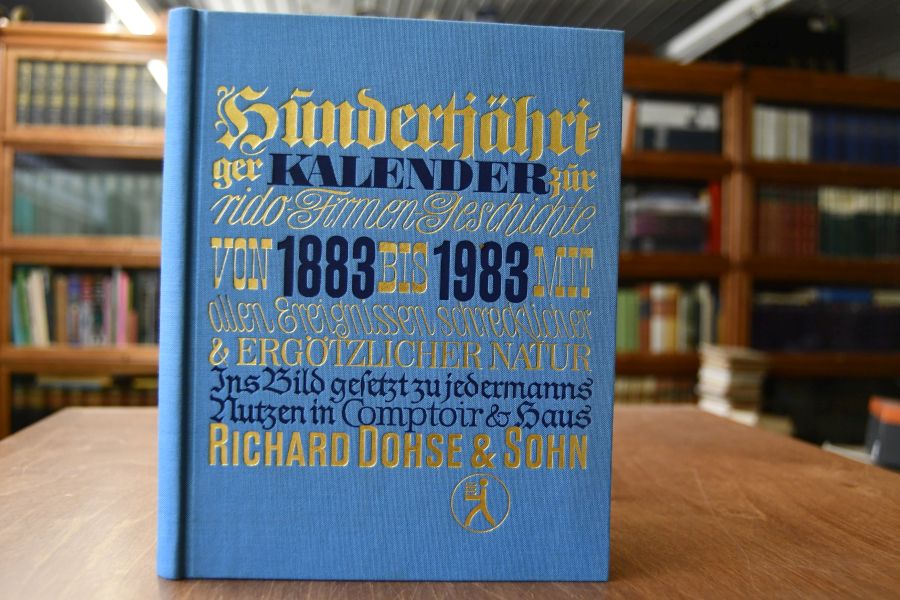 Hundertjähri-
ger KALENDER zur
rido-Firmen-Geschichte
VON 1883 BIS 1983 MIT
allen Ereignissen schrecklicher
& ERGÖTZLICHER NATUR
Ins Bild gesetzt zu jedermanns
Nutzen in Comptoir & Haus
RICHARD DOHSE & SOHN